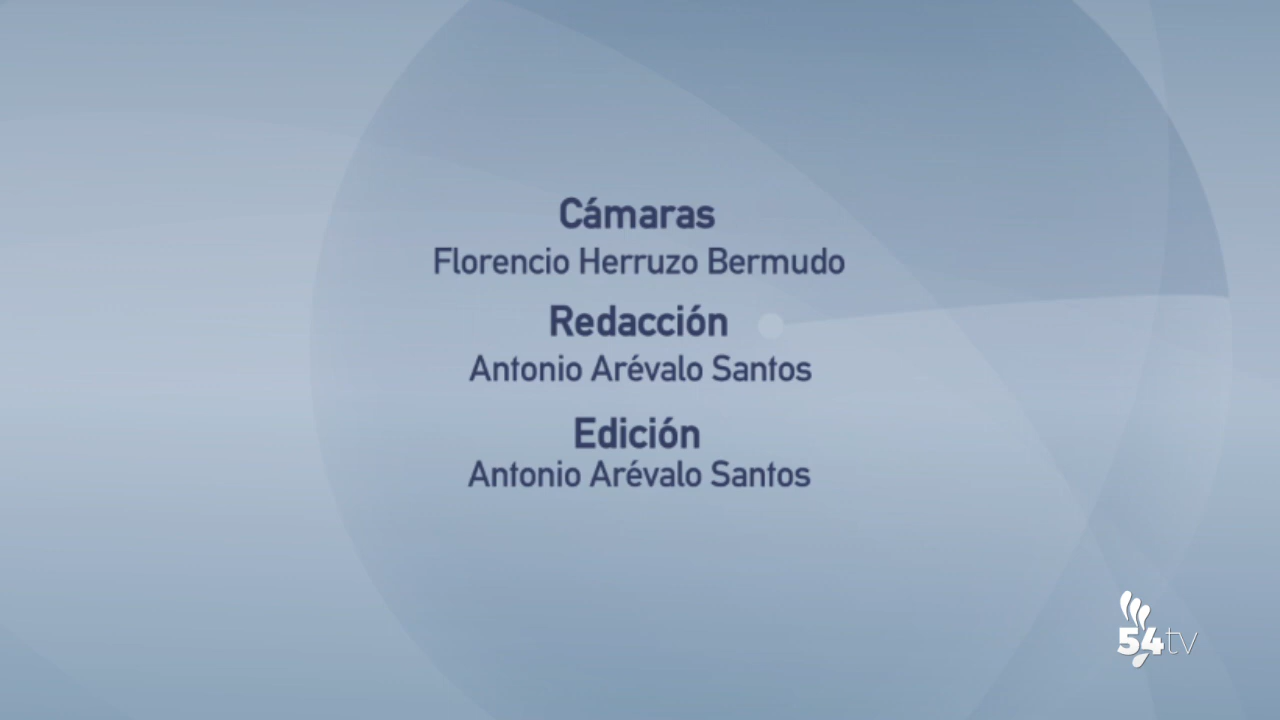 Cámaras
Florencio Herruzo Bermudo
Redacción
Antonio Arévalo Santos
Edición
Antonio Arévalo Santos
54tv